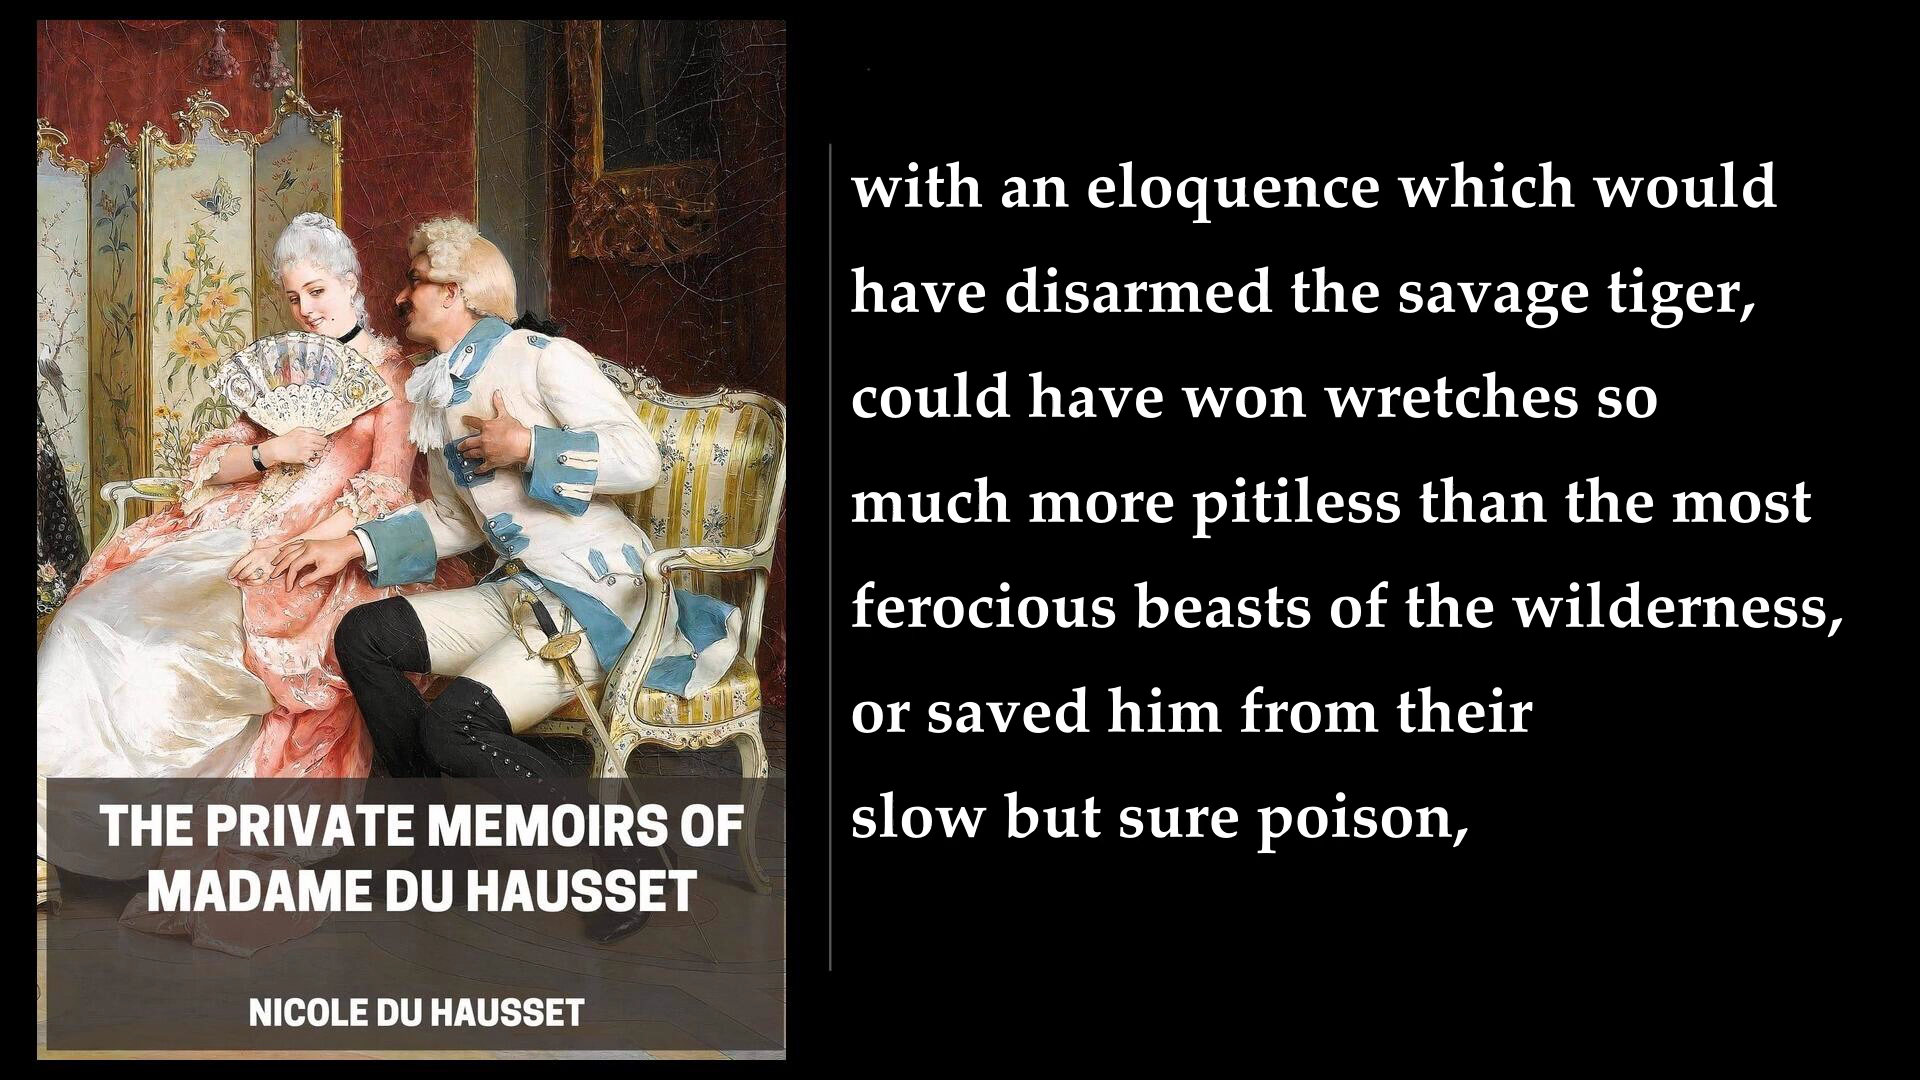 THE PRIVATE MEMOIRS OF
MADAME DU HAUSSET
NICOLE DU HAUSSET
with an eloquence which would
have disarmed the savage tiger,
could have won wretches so
much more pitiless than the most
ferocious beasts of the wilderness,
or saved him from their
slow but sure poison,